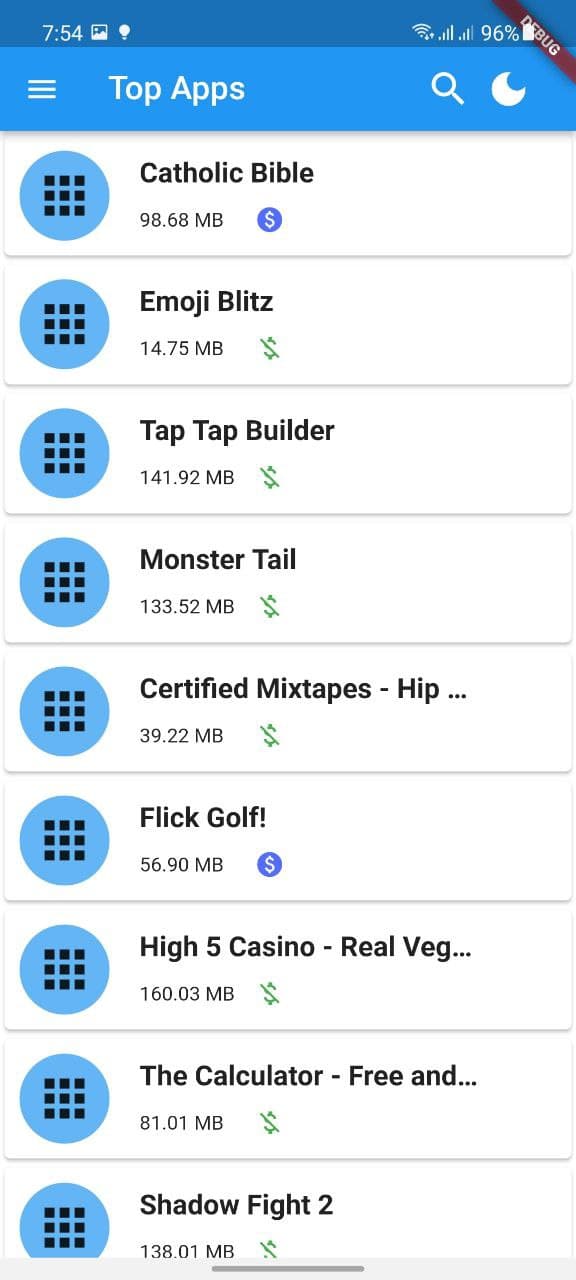 7:54
96%
DEBUG
Top Apps
Catholic Bible
98.68 MB
Emoji Blitz
14.75 MB
Tap Tap Builder
141.92 MB
Monster Tail
133.52 MB
Certified Mixtapes - Hip ...
39.22 MB
Flick Golf!
56.90 MB
High 5 Casino - Real Veg...
160.03 MB
The Calculator - Free and...
81.01 MB
Shadow Fight 2
138.01 MB